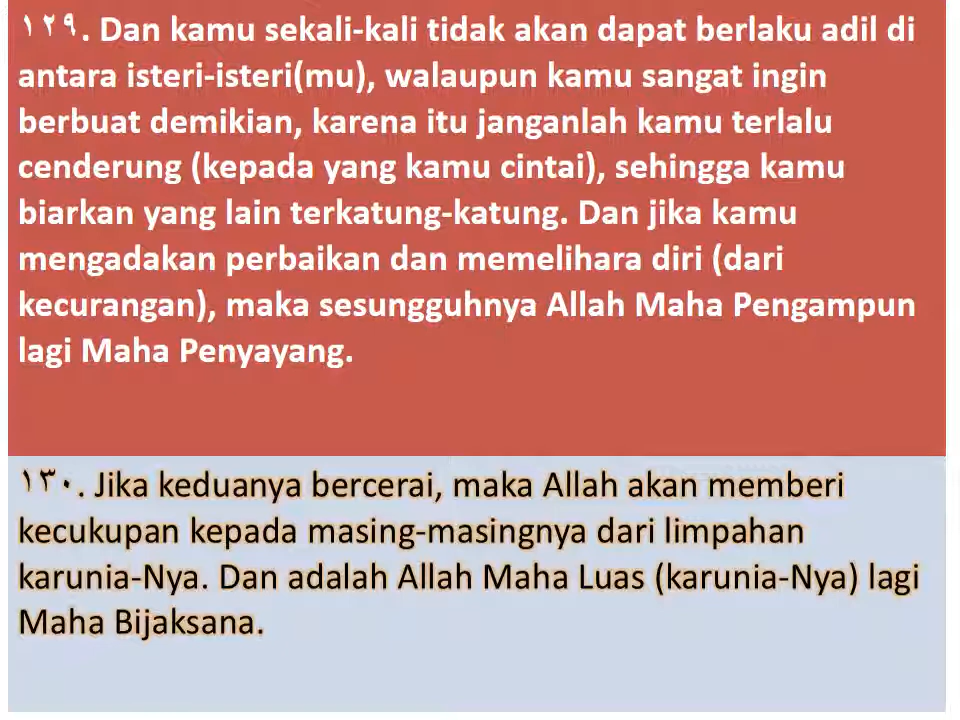 ١٢٩. Dan kamu sekali-kali tidak akan dapat berlaku adil di
antara isteri-isteri(mu), walaupun kamu sangat ingin
berbuat demikian, karena itu janganlah kamu terlalu
cenderung (kepada yang kamu cintai), sehingga kamu
biarkan yang lain terkatung-katung. Dan jika kamu
mengadakan perbaikan dan memelihara diri (dari
kecurangan), maka sesungguhnya Allah Maha Pengampun
lagi Maha Penyayang.
١٣٠. Jika keduanya bercerai, maka Allah akan memberi
kecukupan kepada masing-masingnya dari limpahan
karunia-Nya. Dan adalah Allah Maha Luas (karunia-Nya) lagi
Maha Bijaksana.